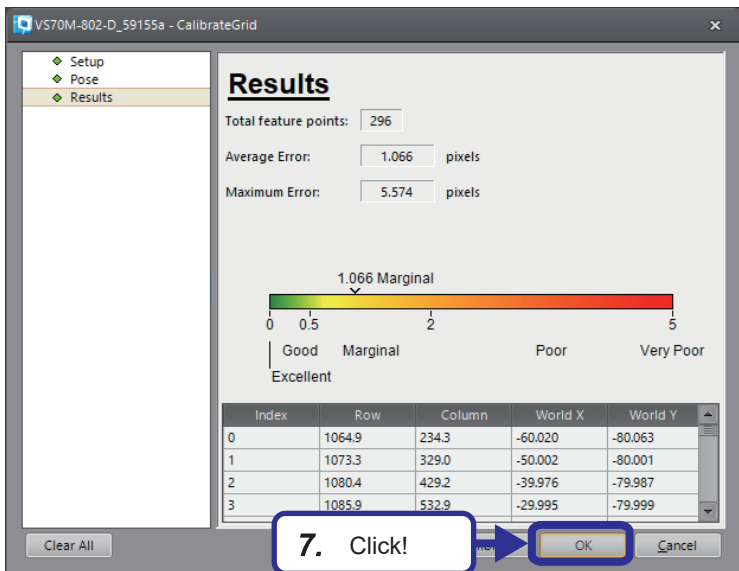 VS70M-802-D_59155a - CalibrateGrid
Setup
Pose
Results
Results
Total feature points: 296
Average Error: 1.066 pixels
Maximum Error: 5.574 pixels
1.066 Marginal
0 0.5 2 5
Good Marginal Poor Very Poor
Excellent
Index Row Column World X World Y
0 1064.9 234.3 -60.020 -80.063
1 1073.3 329.0 -50.002 -80.001
2 1080.4 429.2 -39.976 -79.987
3 1085.9 532.9 -29.995 -79.999
Clear All 7. Click! OK Cancel